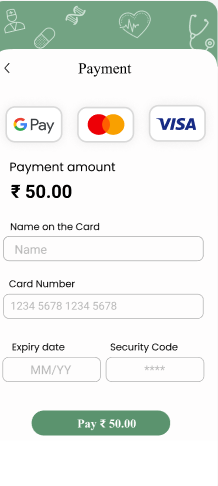 Payment
G Pay
VISA
Payment amount
₹ 50.00
Name on the Card
Name
Card Number
1234 5678 1234 5678
Expiry date
Security Code
MM/YY
****
Pay ₹ 50.00